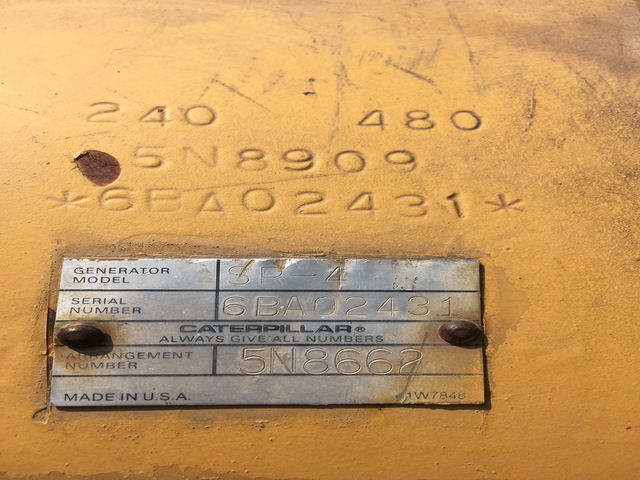 240 480
5N8909
*6BA02431*
GENERATOR MODEL SR-4
SERIAL NUMBER 6BA02431
CATERPILLAR®
ALWAYS GIVE ALL NUMBERS
ARRANGEMENT NUMBER 5N8662
MADE IN U.S.A. 1W7848